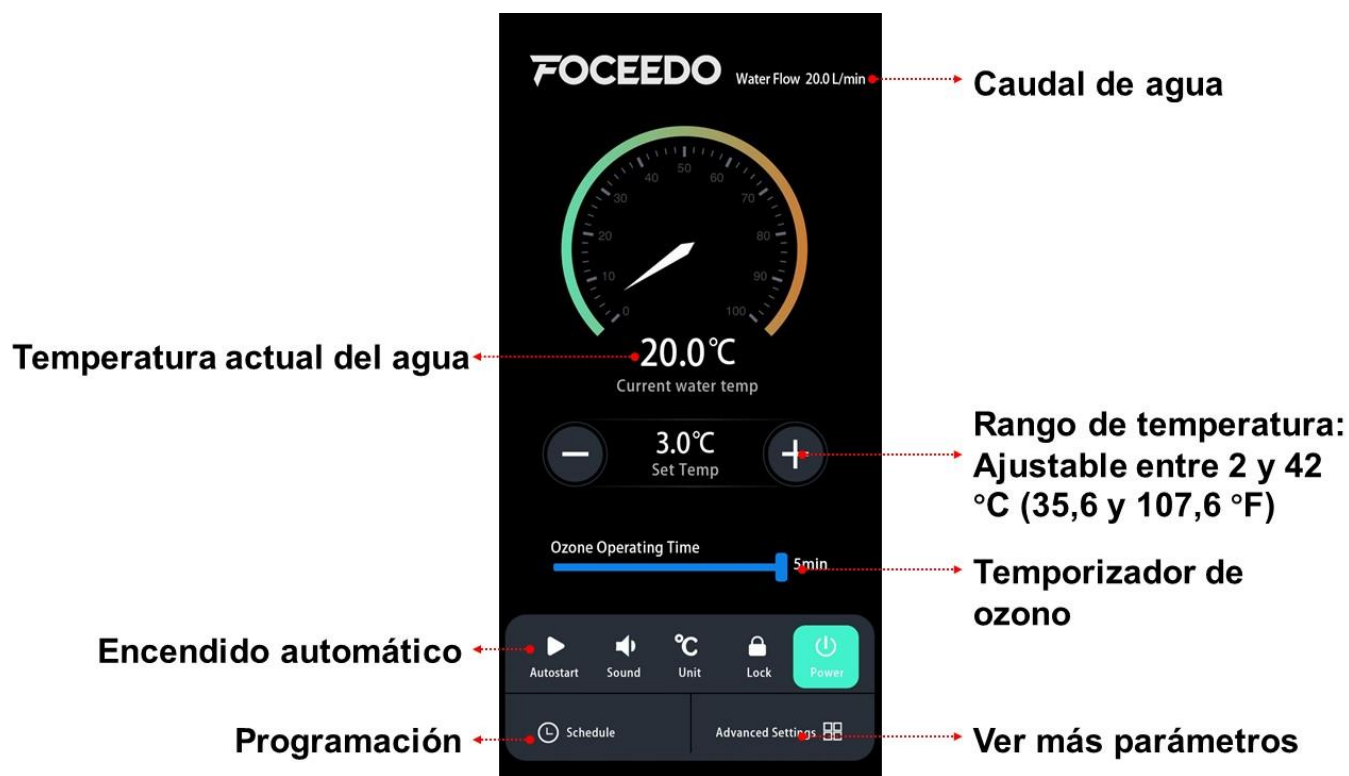 FOCEEDO
Water Flow 20.0 L/min
Caudal de agua
0
10
20
30
40
50
60
70
80
90
100
20.0°C
Current water temp
Temperatura actual del agua
3.0°C
Set Temp
Rango de temperatura:
Ajustable entre 2 y 42
°C (35,6 y 107,6 °F)
Ozone Operating Time
5min
Temporizador de
ozono
Encendido automático
Autostart
Sound
°C
Unit
Lock
Power
Programación
Schedule
Advanced Settings
Ver más parámetros